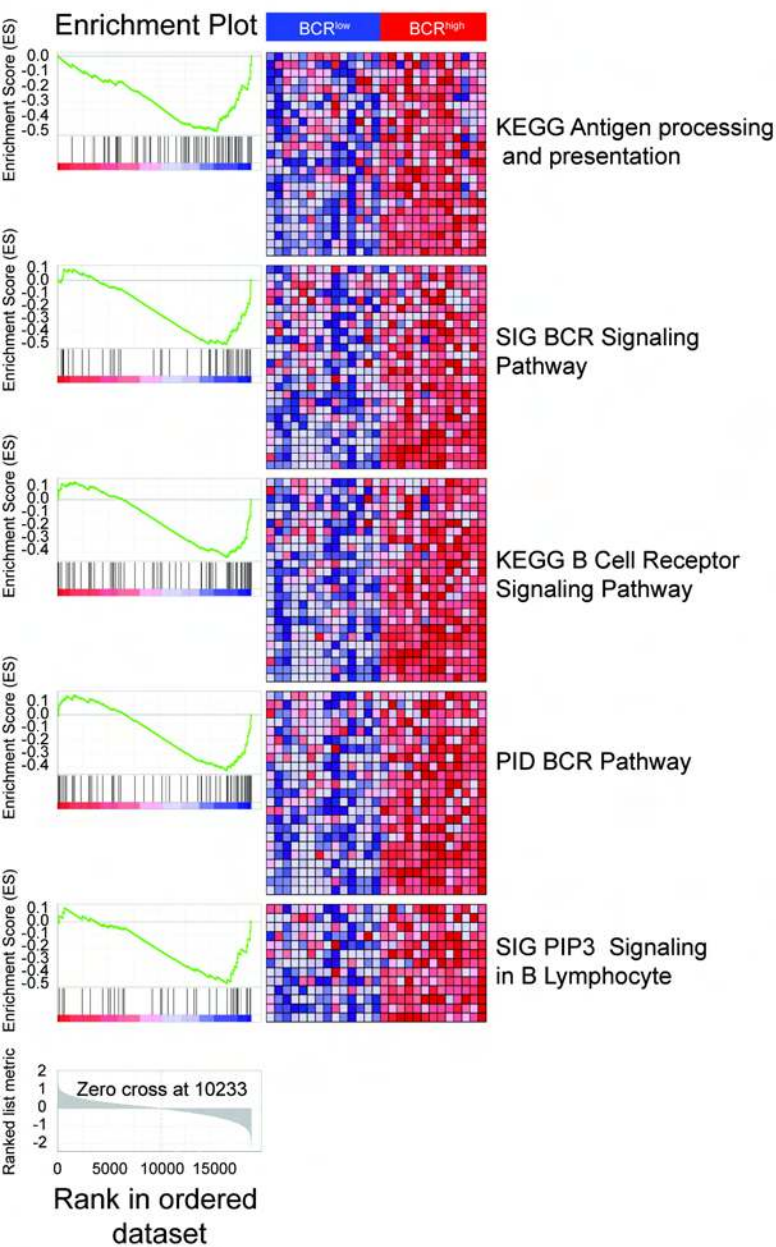 Enrichment Plot
BCRlow
BCRhigh
Enrichment Score (ES)
0.0
-0.1
-0.2
-0.3
-0.4
-0.5
KEGG Antigen processing
and presentation
Enrichment Score (ES)
0.1
0.0
-0.1
-0.2
-0.3
-0.4
-0.5
SIG BCR Signaling
Pathway
Enrichment Score (ES)
0.1
0.0
-0.1
-0.2
-0.3
-0.4
KEGG B Cell Receptor
Signaling Pathway
Enrichment Score (ES)
0.1
0.0
-0.1
-0.2
-0.3
-0.4
PID BCR Pathway
Enrichment Score (ES)
0.1
0.0
-0.1
-0.2
-0.3
-0.4
-0.5
SIG PIP3 Signaling
in B Lymphocyte
Ranked list metric
2
1
0
-1
-2
Zero cross at 10233
0 5000 10000 15000
Rank in ordered
dataset